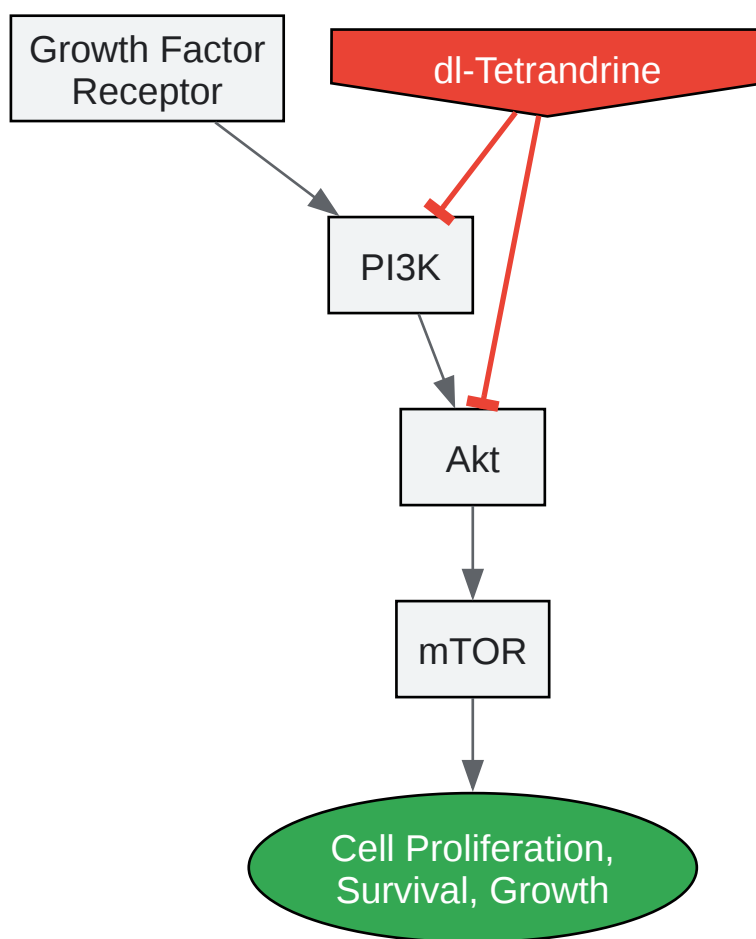 Growth Factor
Receptor
dl-Tetrandrine
PI3K
Akt
mTOR
Cell Proliferation,
Survival, Growth